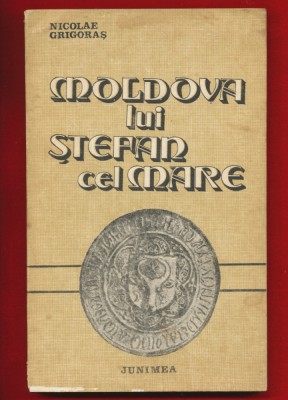 NICOLAE
GRIGORAȘ
MOLDOVA
lui
ȘTEFAN
cel MARE
JUNIMEA